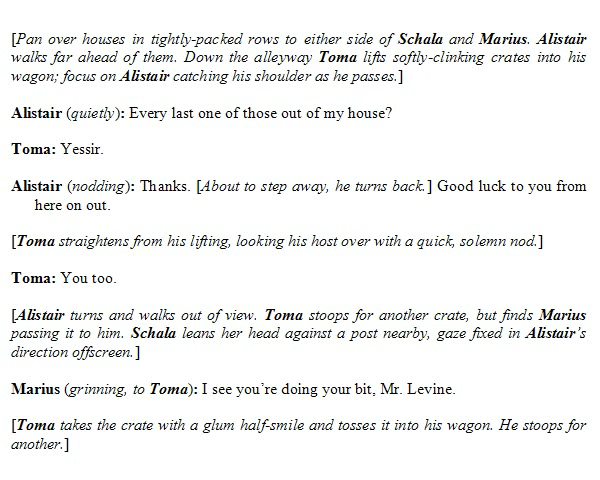 [Pan over houses in tightly-packed rows to either side of Schala and Marius. Alistair
walks far ahead of them. Down the alleyway Toma lifts softly-clinking crates into his
wagon; focus on Alistair catching his shoulder as he passes.]
Alistair (quietly): Every last one of those out of my house?
Toma: Yessir.
Alistair (nodding): Thanks. [About to step away, he turns back.] Good luck to you from
here on out.
[Toma straightens from his lifting, looking his host over with a quick, solemn nod.]
Toma: You too.
[Alistair turns and walks out of view. Toma stoops for another crate, but finds Marius
passing it to him. Schala leans her head against a post nearby, gaze fixed in Alistair's
direction offscreen.]
Marius (grinning, to Toma): I see you're doing your bit, Mr. Levine.
[Toma takes the crate with a glum half-smile and tosses it into his wagon. He stoops for
another.]